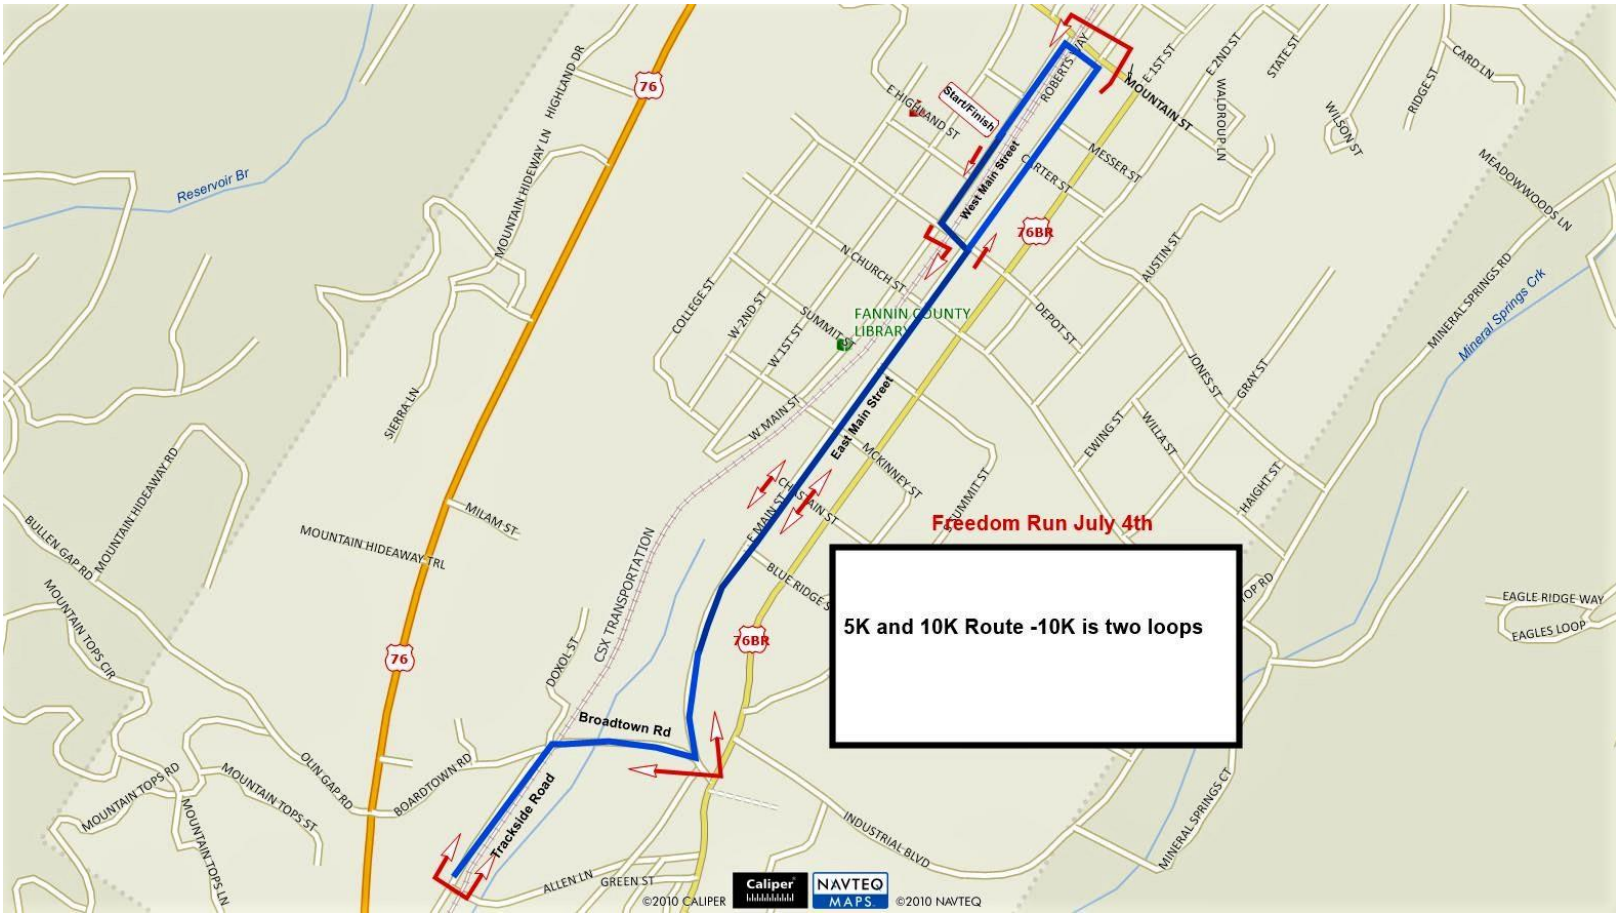 76
HIGHLAND DR
MOUNTAIN HIDEAWAY LN
Reservoir Br
E HIGHLAND ST
Start/Finish
ROBERTS WAY
MOUNTAIN ST
E 1ST ST
E 2ND ST
STATE ST
WALDROUP LN
WILSON ST
RIDGE ST
CARD LN
MEADOWWOODS LN
MESSER ST
CARTER ST
West Main Street
76BR
N CHURCH ST
COLLEGE ST
W 2ND ST
SUMMIT ST
W 1ST ST
FANNIN COUNTY
LIBRARY
DEPOT ST
AUSTIN ST
JONES ST
GRAY ST
MINERAL SPRINGS RD
Mineral Springs Crk
SIERRA LN
W MAIN ST
East Main Street
MCKINNEY ST
EWING ST
WILLA ST
HAIGHT ST
SUMMIT ST
CHASTAIN ST
E MAIN ST
MOUNTAIN HIDEAWAY RD
BULLEN GAP RD
MILAM ST
MOUNTAIN HIDEAWAY TRL
CSX TRANSPORTATION
BLUE RIDGE S
Freedom Run July 4th
5K and 10K Route -10K is two loops
TOP RD
EAGLE RIDGE WAY
EAGLES LOOP
MOUNTAIN TOPS CIR
76
76BR
DOXOL ST
Broadtown Rd
OLIN GAP RD
BOARDTOWN RD
MOUNTAIN TOPS RD
MOUNTAIN TOPS ST
MOUNTAIN TOPS LN
Trackside Road
INDUSTRIAL BLVD
MINERAL SPRINGS CT
ALLEN LN
GREEN ST
©2010 CALIPER
Caliper
NAVTEQ
MAPS
©2010 NAVTEQ